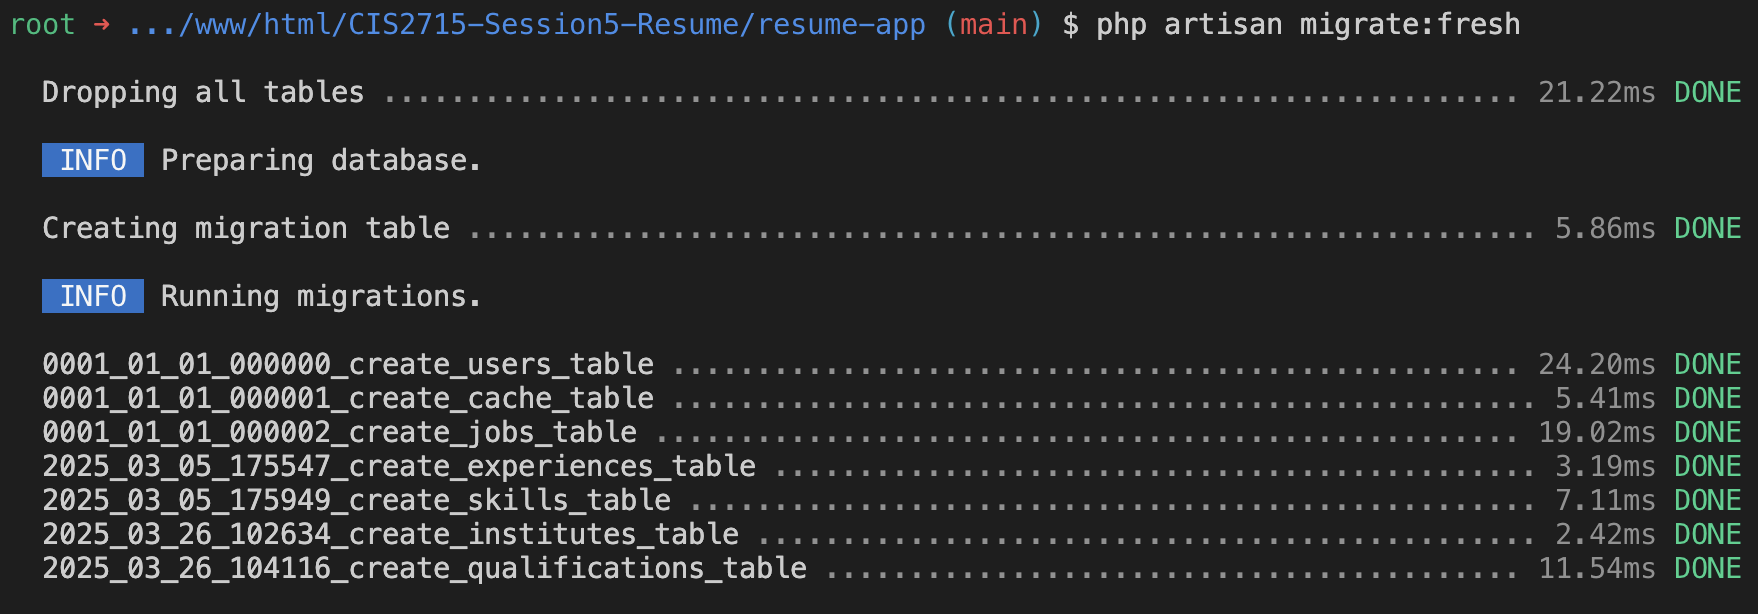 root → .../www/html/CIS2715-Session5-Resume/resume-app (main) $ php artisan migrate:fresh
Dropping all tables ................................................................... 21.22ms DONE
INFO Preparing database.
Creating migration table ............................................................... 5.86ms DONE
INFO Running migrations.
0001_01_01_000000_create_users_table .................................................. 24.20ms DONE
0001_01_01_000001_create_cache_table ................................................... 5.41ms DONE
0001_01_01_000002_create_jobs_table ................................................... 19.02ms DONE
2025_03_05_175547_create_experiences_table ............................................. 3.19ms DONE
2025_03_05_175949_create_skills_table .................................................. 7.11ms DONE
2025_03_26_102634_create_institutes_table .............................................. 2.42ms DONE
2025_03_26_104116_create_qualifications_table ......................................... 11.54ms DONE